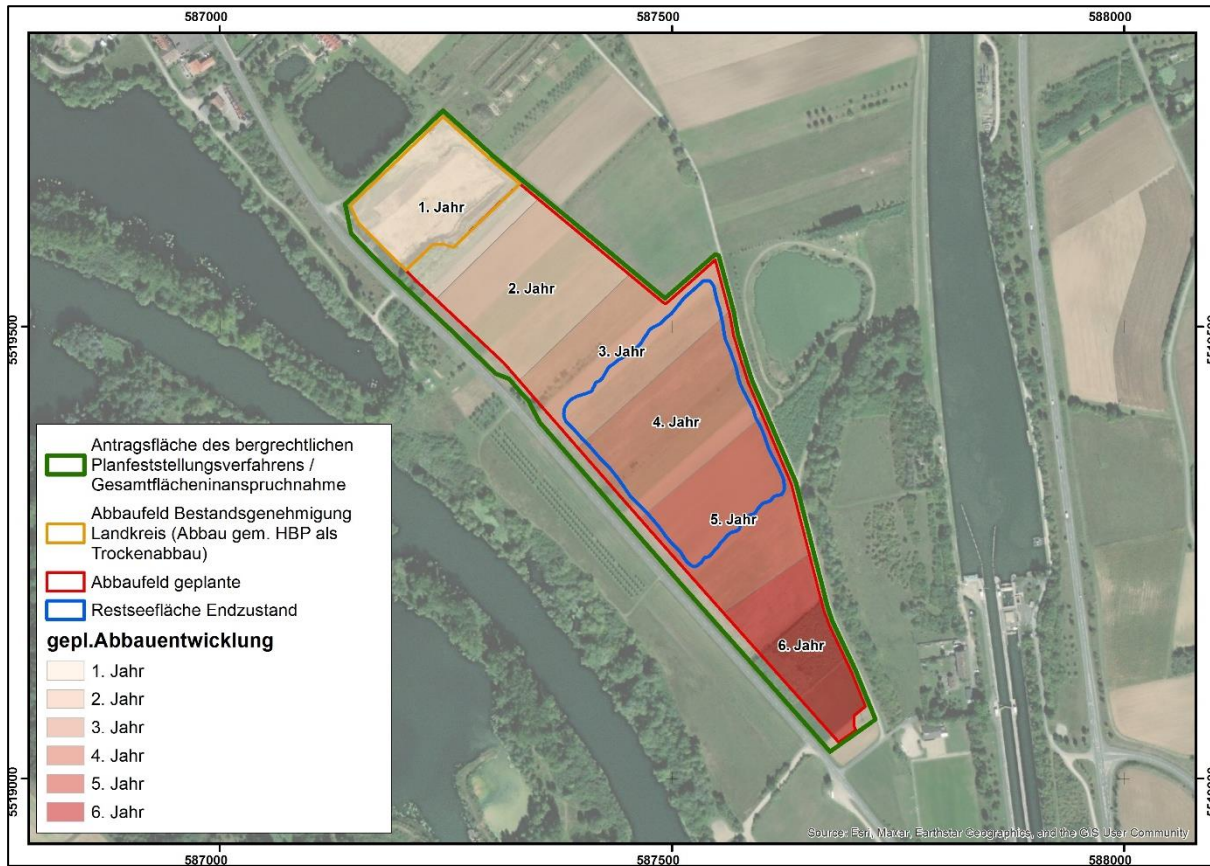 587000
587500
588000
5519500
5519500
1. Jahr
2. Jahr
3. Jahr
4. Jahr
5. Jahr
6. Jahr
Antragsfläche des bergrechtlichen
Planfeststellungsverfahrens /
Gesamtflächeninanspruchnahme
Abbaufeld Bestandsgenehmigung
Landkreis (Abbau gem. HBP als
Trockenabbau)
Abbaufeld geplante
Restseefläche Endzustand
gepl.Abbauentwicklung
1. Jahr
2. Jahr
3. Jahr
4. Jahr
5. Jahr
6. Jahr
5519000
5519000
Source: Esri, Maxar, Earthstar Geographics, and the GIS User Community
587000
587500
588000